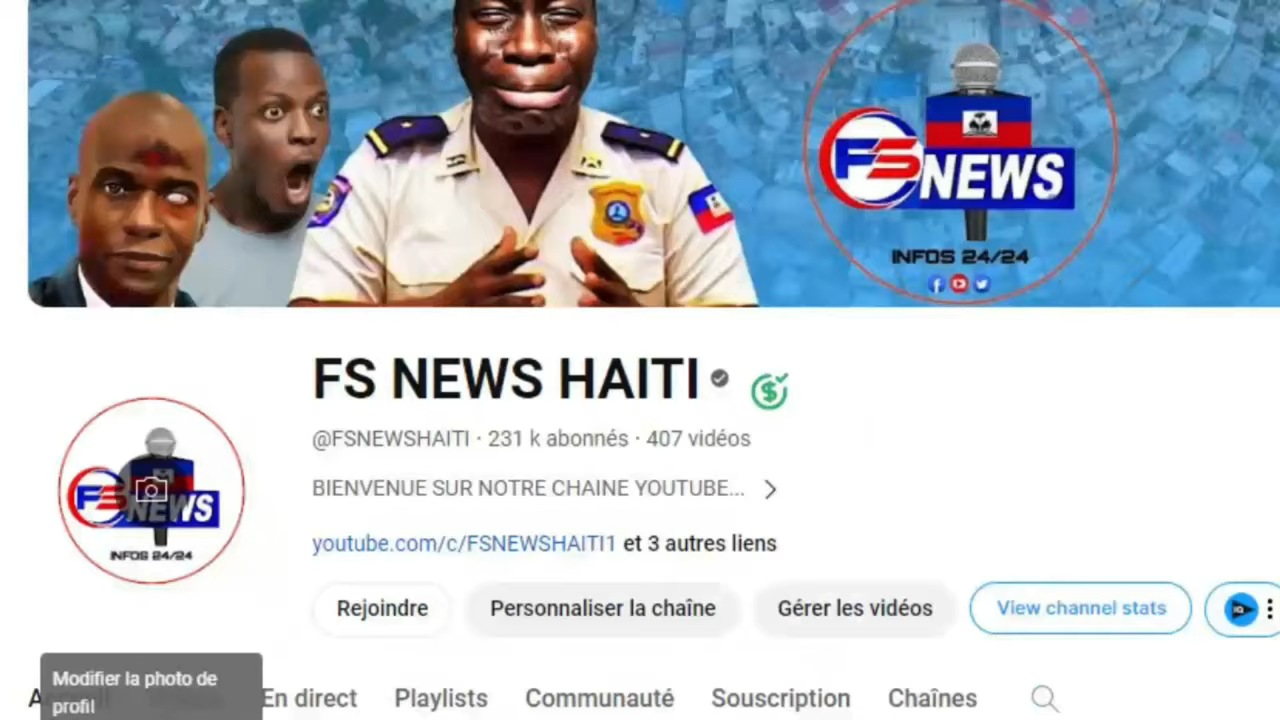 FS NEWS
INFOS 24/24
FS NEWS HAITI
@FSNEWSHAITI · 231 k abonnés · 407 vidéos
BIENVENUE SUR NOTRE CHAINE YOUTUBE...
youtube.com/c/FSNEWSHAITI1 et 3 autres liens
FS NEWS
INFOS 24/24
Rejoindre Personnaliser la chaîne Gérer les vidéos View channel stats iQ
Modifier la photo de
profil
En direct Playlists Communauté Souscription Chaînes